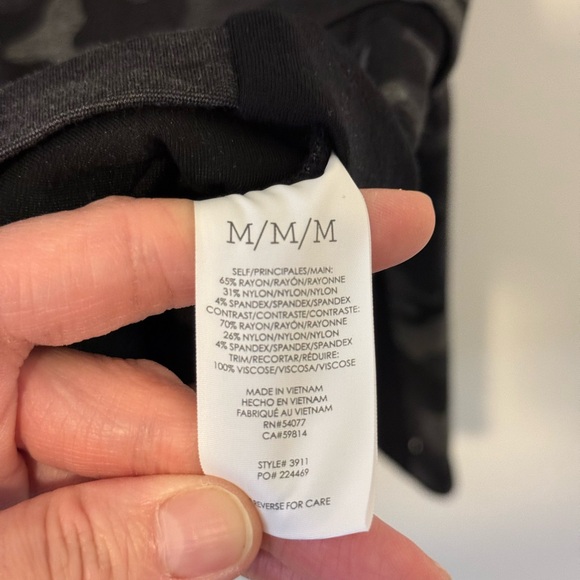 M/M/M
SELF/PRINCIPALES/MAIN:
65% RAYON/RAYÓN/RAYONNE
31% NYLON/NYLON/NYLON
4% SPANDEX/SPANDEX/SPANDEX
CONTRAST/CONTRASTE/CONTRASTE:
70% RAYON/RAYÓN/RAYONNE
26% NYLON/NYLON/NYLON
4% SPANDEX/SPANDEX/SPANDEX
TRIM/RECORTAR/RÉDUIRE:
100% VISCOSE/VISCOSA/VISCOSE
MADE IN VIETNAM
HECHO EN VIETNAM
FABRIQUÉ AU VIETNAM
RN#54077
CA#59814
STYLE# 3911
PO# 224469
REVERSE FOR CARE